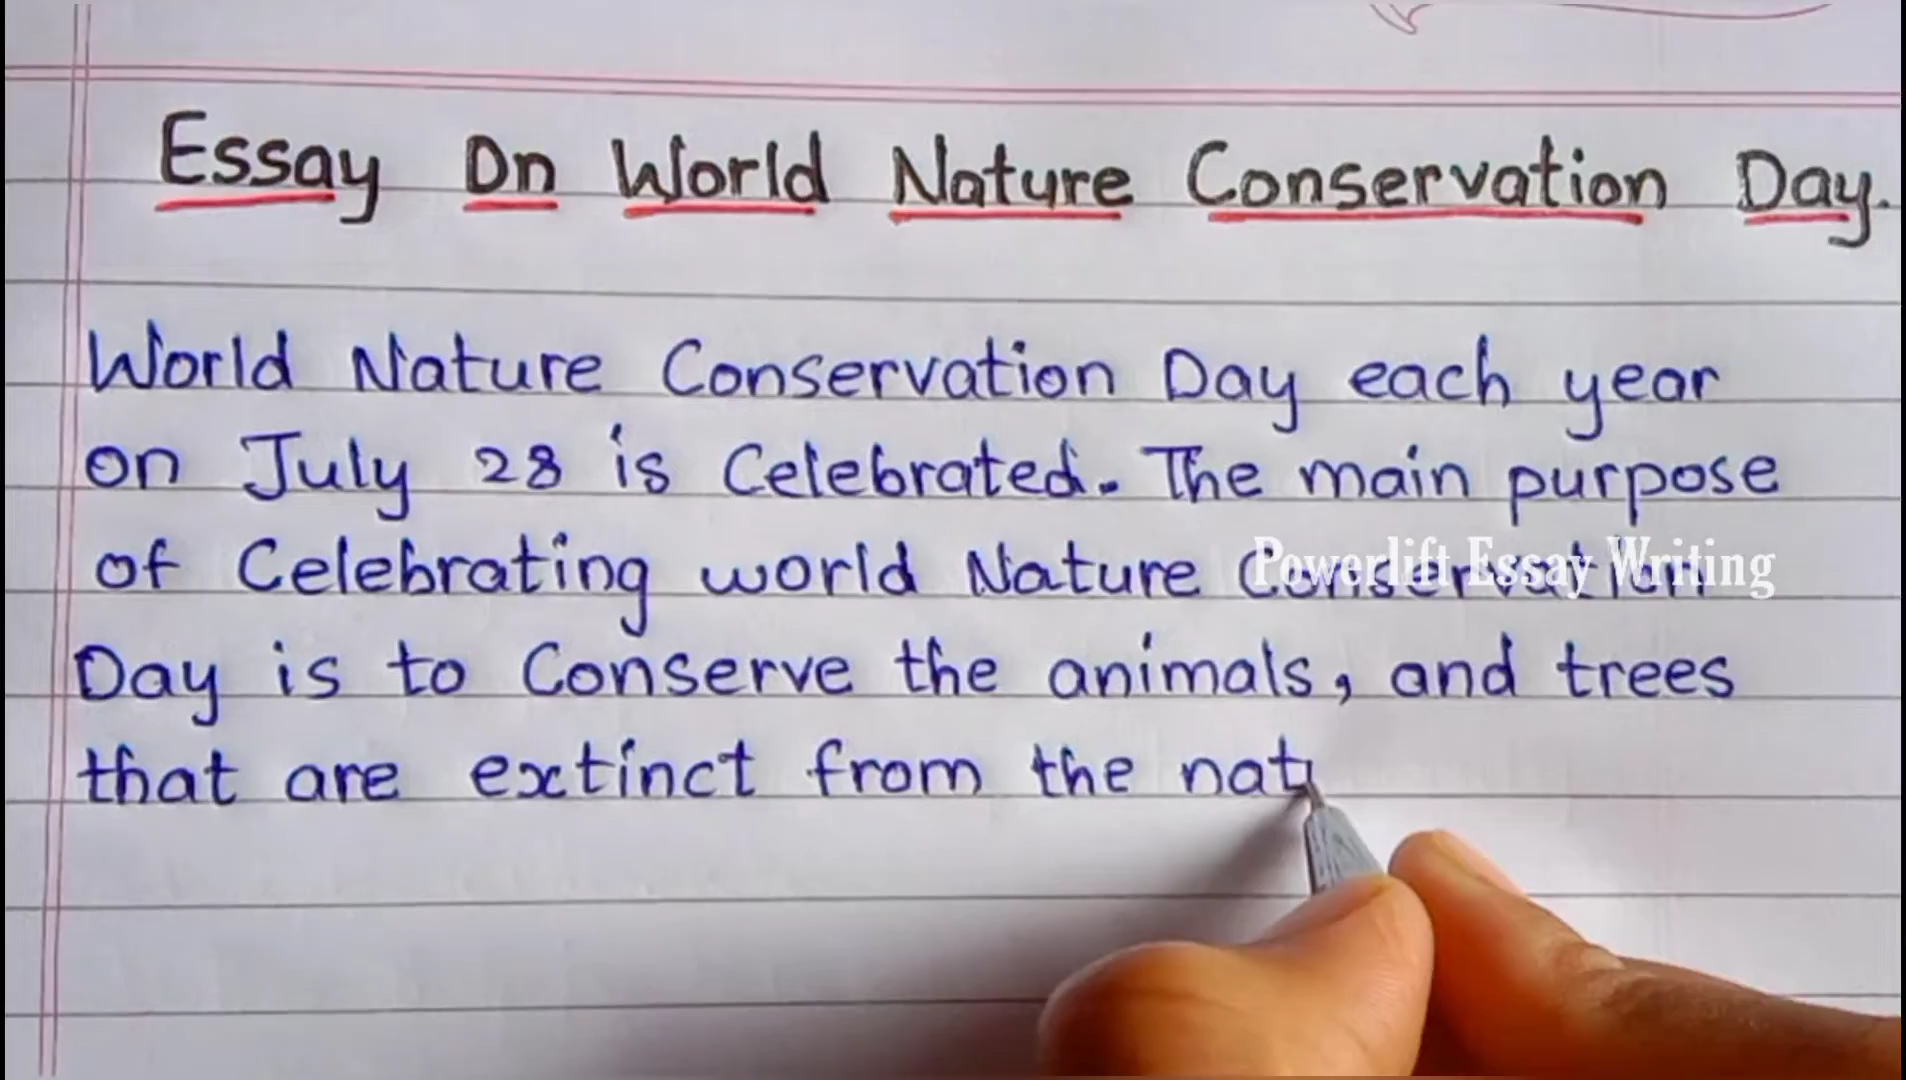 Essay On World Nature Conservation Day.
World Nature Conservation Day each year
on July 28 is Celebrated. The main purpose
of Celebrating world Nature Conservation
Powerlift Essay Writing
Day is to Conserve the animals, and trees
that are extinct from the nat